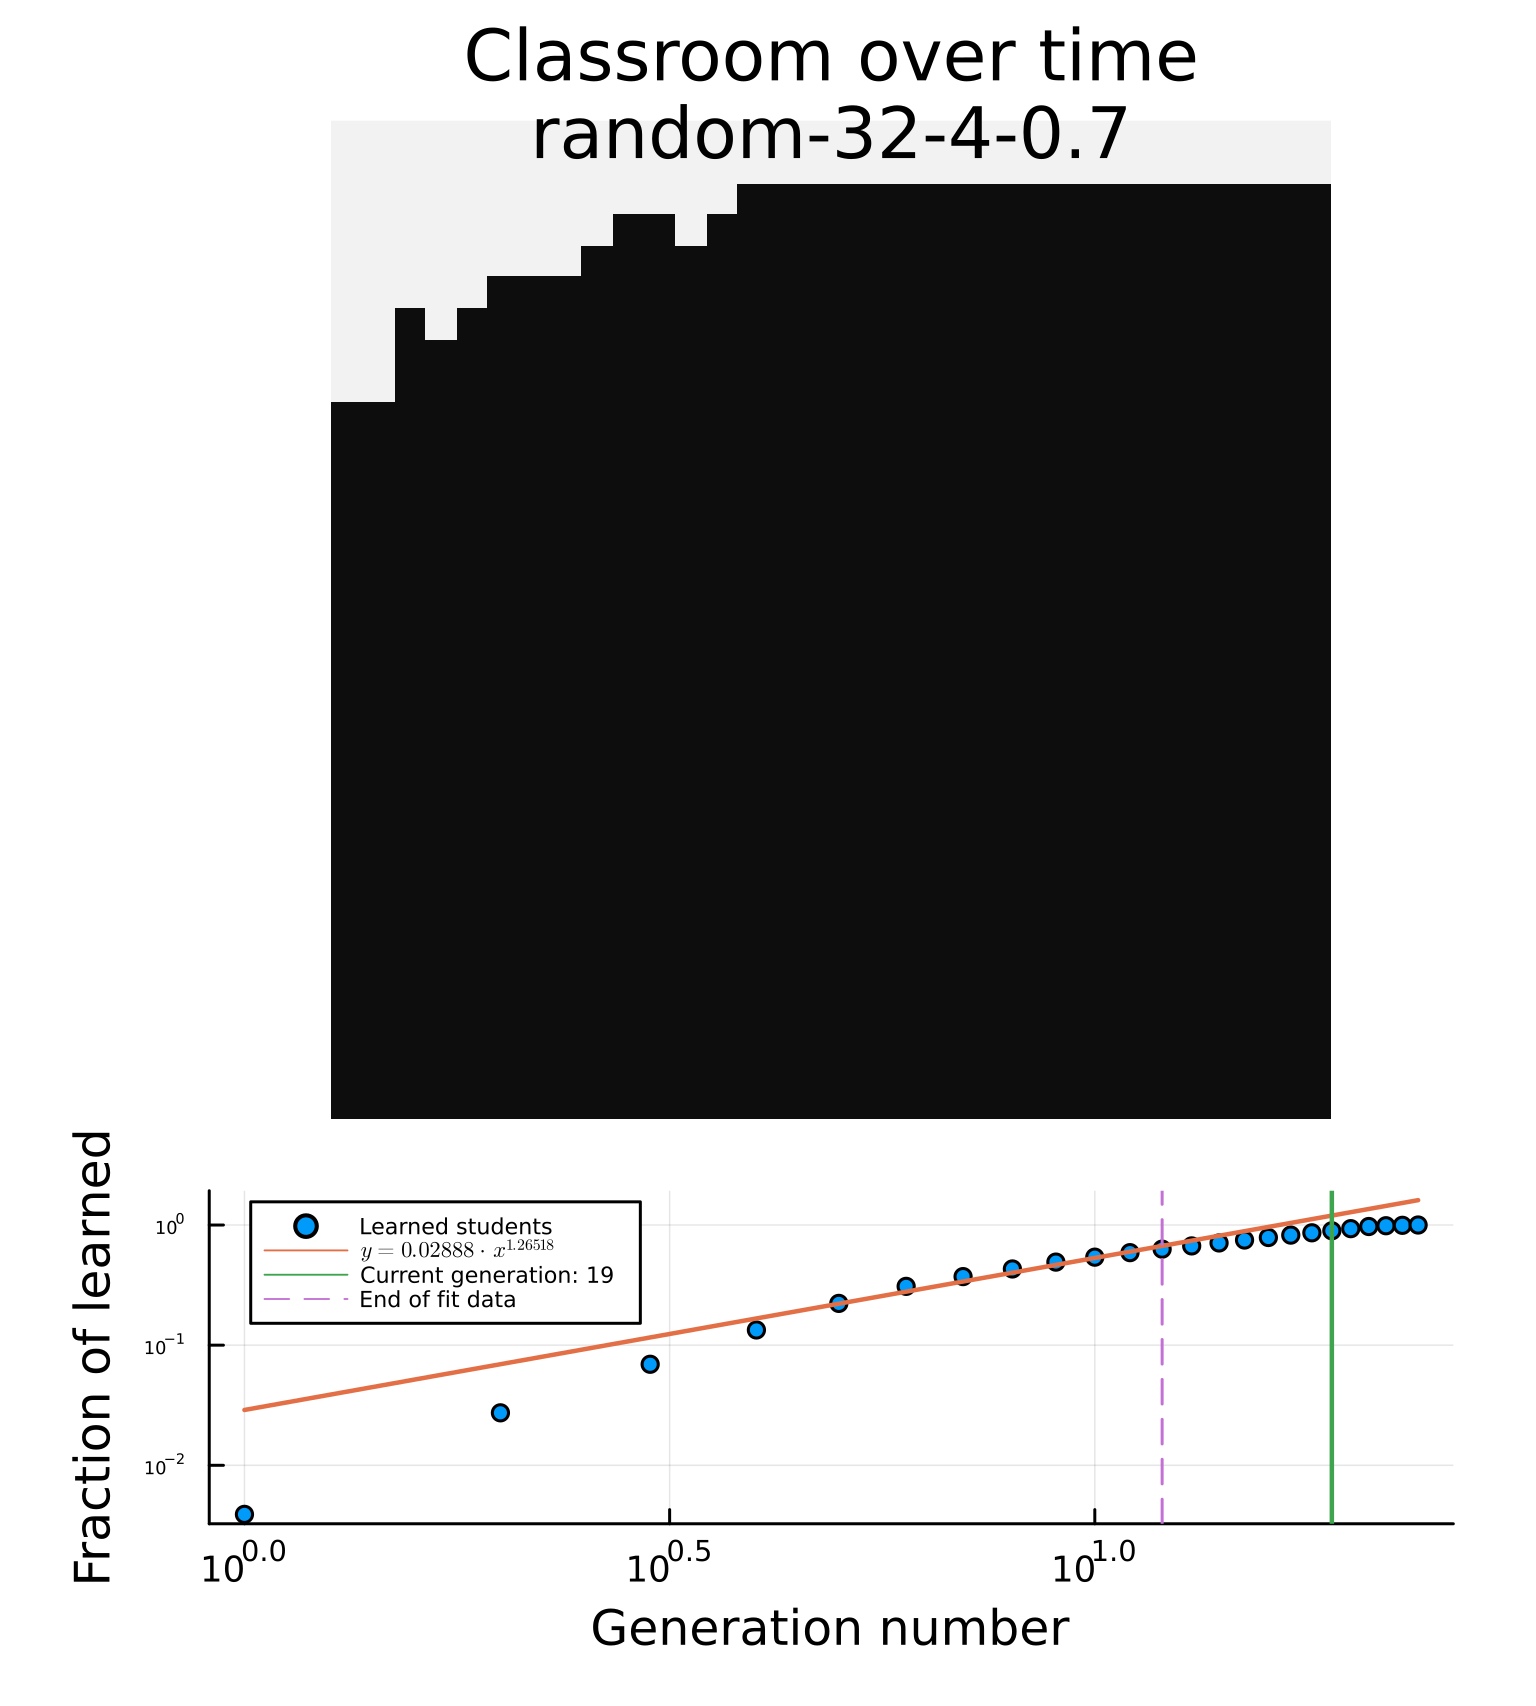 Classroom over time
random-32-4-0.7
Fraction of learned
10^0
10^−1
10^−2
Learned students
y = 0.02888 · x^1.26518
Current generation: 19
End of fit data
10^0.0
10^0.5
10^1.0
Generation number